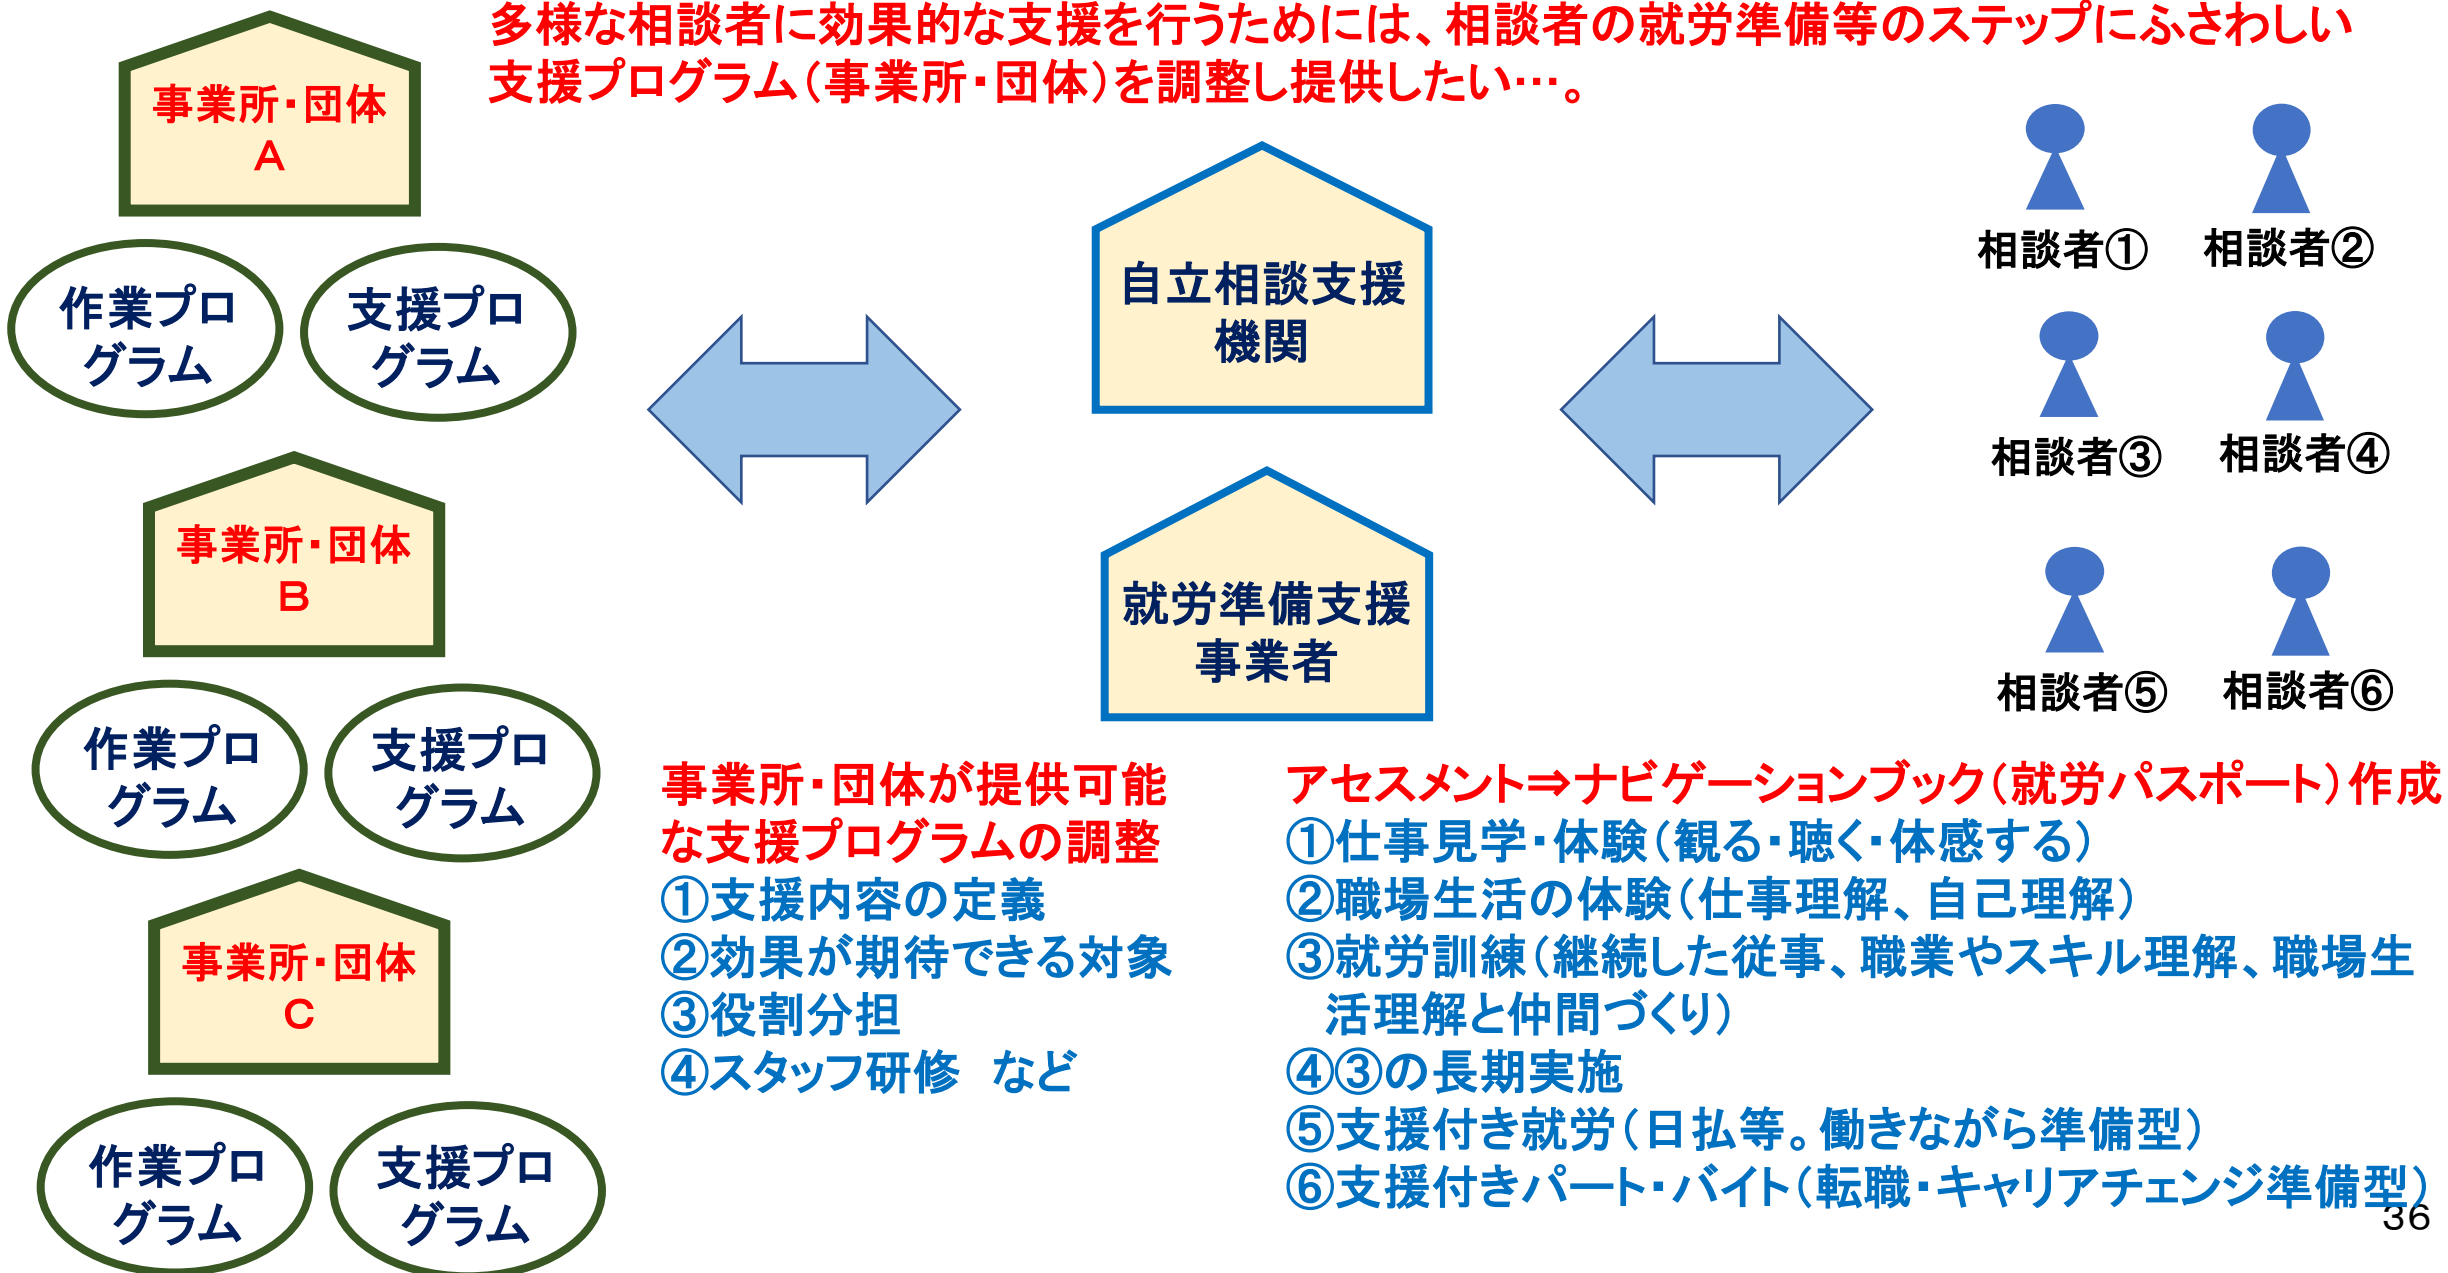 多様な相談者に効果的な支援を行うためには、相談者の就労準備等のステップにふさわしい
支援プログラム（事業所・団体）を調整し提供したい…。
事業所・団体
Ａ
作業プロ
グラム
支援プロ
グラム
事業所・団体
Ｂ
作業プロ
グラム
支援プロ
グラム
事業所・団体
Ｃ
作業プロ
グラム
支援プロ
グラム
自立相談支援
機関
就労準備支援
事業者
相談者①
相談者②
相談者③
相談者④
相談者⑤
相談者⑥
事業所・団体が提供可能
な支援プログラムの調整
①支援内容の定義
②効果が期待できる対象
③役割分担
④スタッフ研修　など
アセスメント⇒ナビゲーションブック（就労パスポート）作成
①仕事見学・体験（観る・聴く・体感する）
②職場生活の体験（仕事理解、自己理解）
③就労訓練（継続した従事、職業やスキル理解、職場生
活理解と仲間づくり）
④③の長期実施
⑤支援付き就労（日払等。働きながら準備型）
⑥支援付きパート・バイト（転職・キャリアチェンジ準備型）
36